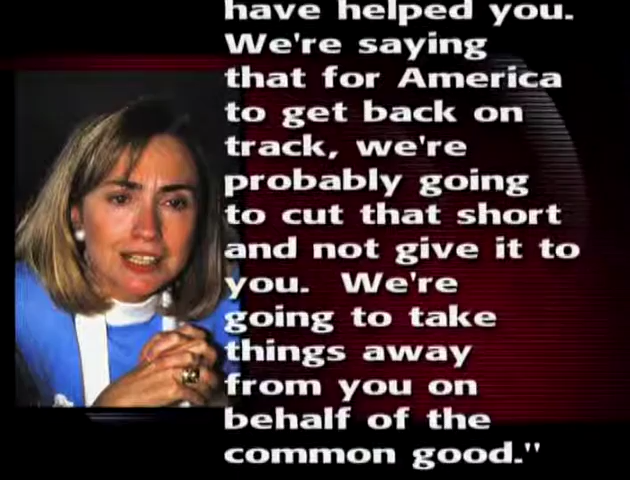 have helped you.
We're saying
that for America
to get back on
track, we're
probably going
to cut that short
and not give it to
you. We're
going to take
things away
from you on
behalf of the
common good."